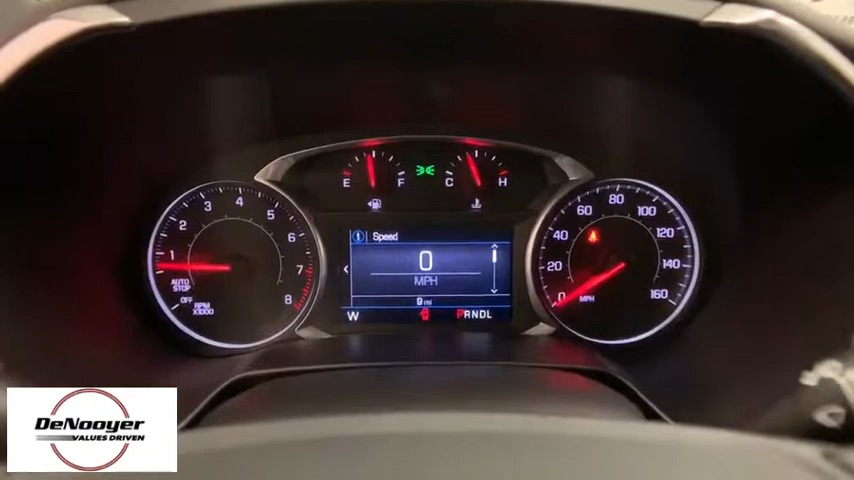 E F
C H
1 2 3 4 5 6 7 8
AUTO
STOP
OFF
RPM
X1000
i Speed
0
MPH
9 mi
W PRNDL
0 20 40 60 80 100 120 140 160
MPH
DeNooyer
VALUES DRIVEN